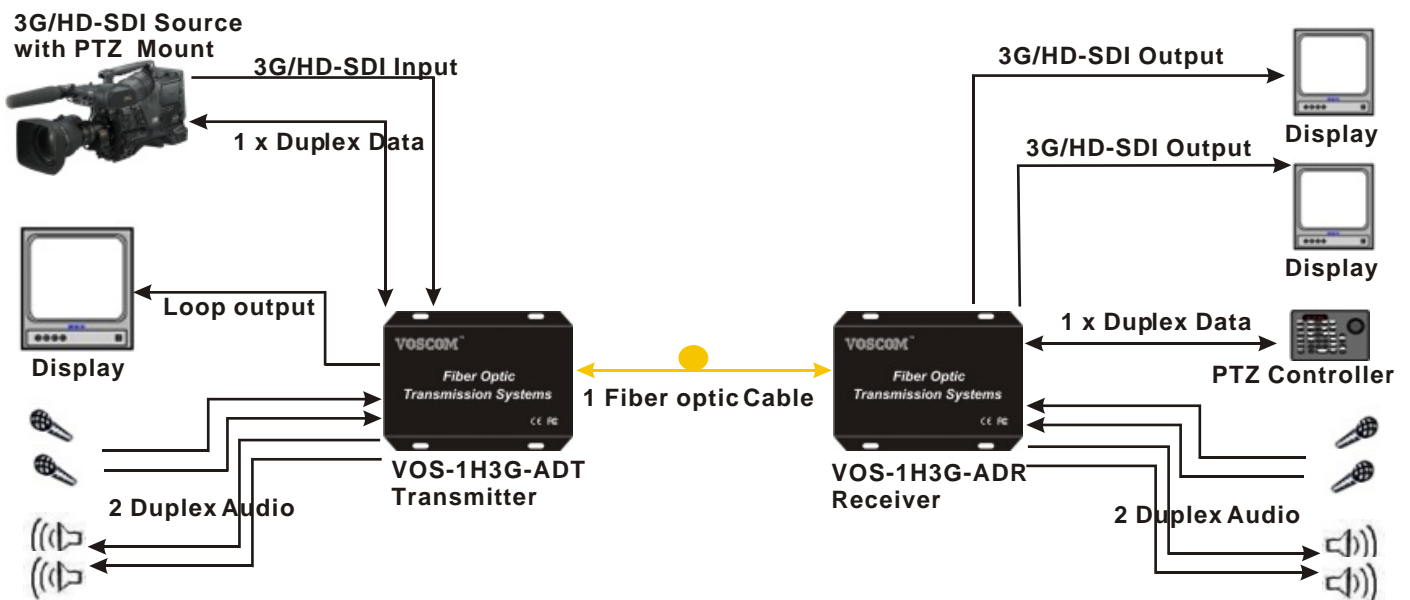 3G/HD-SDI Source
with PTZ Mount
3G/HD-SDI Input
1 x Duplex Data
Loop output
Display
VOSCOM™
Fiber Optic
Transmission Systems
CE FC
VOS-1H3G-ADT
Transmitter
2 Duplex Audio
1 Fiber optic Cable
3G/HD-SDI Output
Display
3G/HD-SDI Output
Display
1 x Duplex Data
PTZ Controller
VOSCOM™
Fiber Optic
Transmission Systems
CE FC
VOS-1H3G-ADR
Receiver
2 Duplex Audio